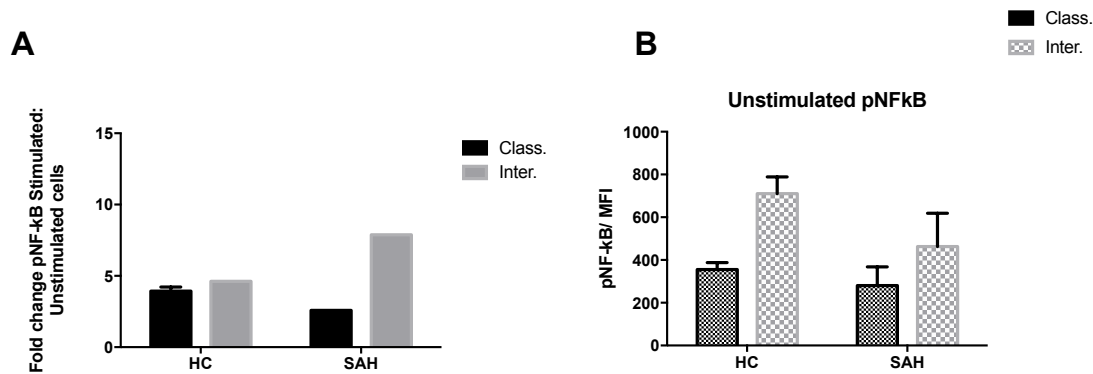 A
Fold change pNF-kB Stimulated:
Unstimulated cells
15
10
5
0
HC
SAH
Class.
Inter.
B
Class.
Inter.
Unstimulated pNFkB
pNF-kB/ MFI
1000
800
600
400
200
0
HC
SAH